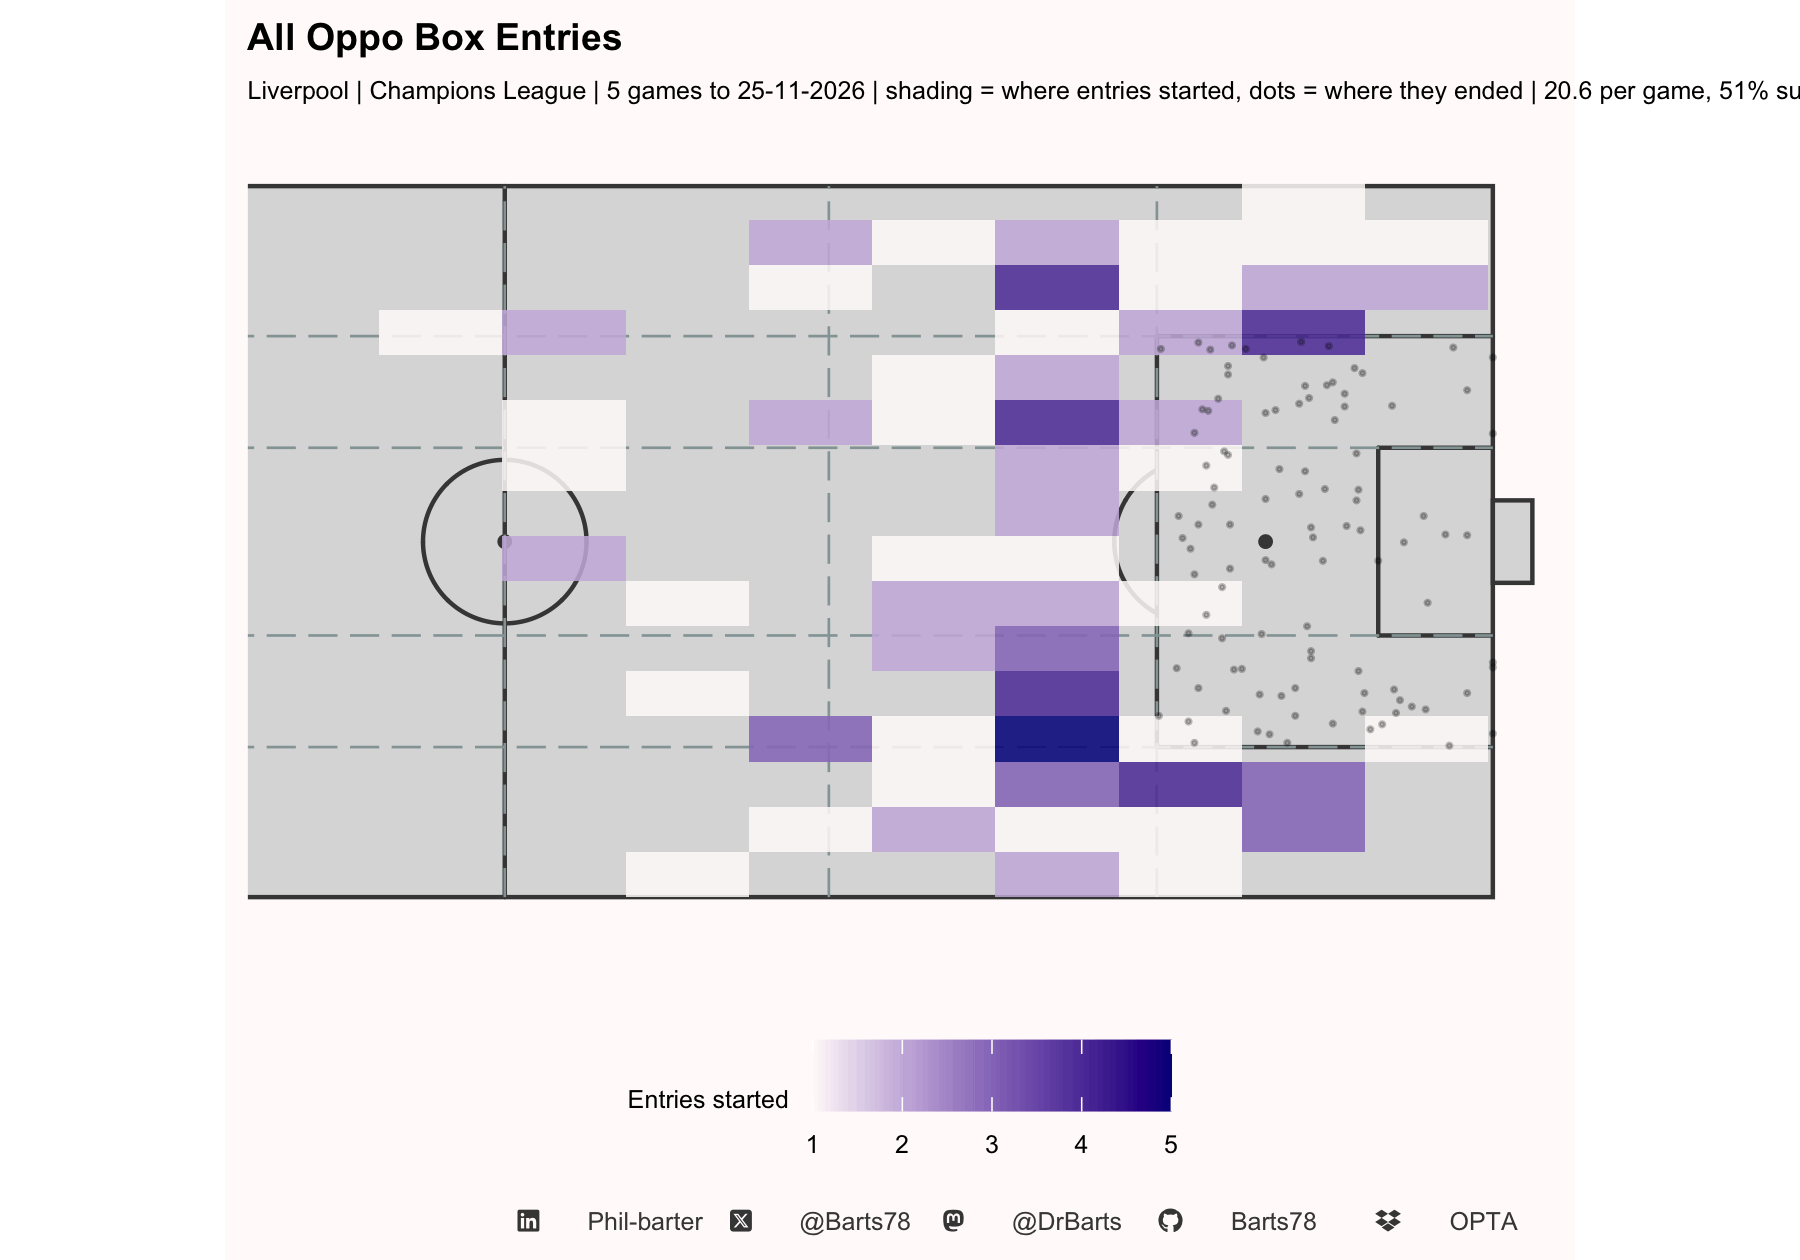 All Oppo Box Entries
Liverpool | Champions League | 5 games to 25-11-2026 | shading = where entries started, dots = where they ended | 20.6 per game, 51% su
Entries started
1 2 3 4 5
Phil-barter @Barts78 @DrBarts Barts78 OPTA